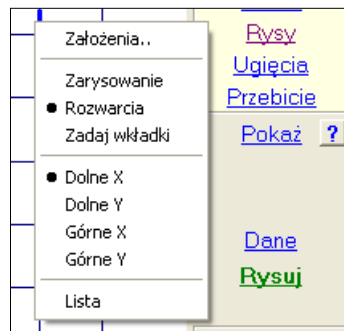 Założenia..
Zarysowanie
Rozwarcia
Zadaj wkładki
Dolne X
Dolne Y
Górne X
Górne Y
Lista
Rysy
Ugięcia
Przebicie
Pokaż ?
Dane
Rysuj